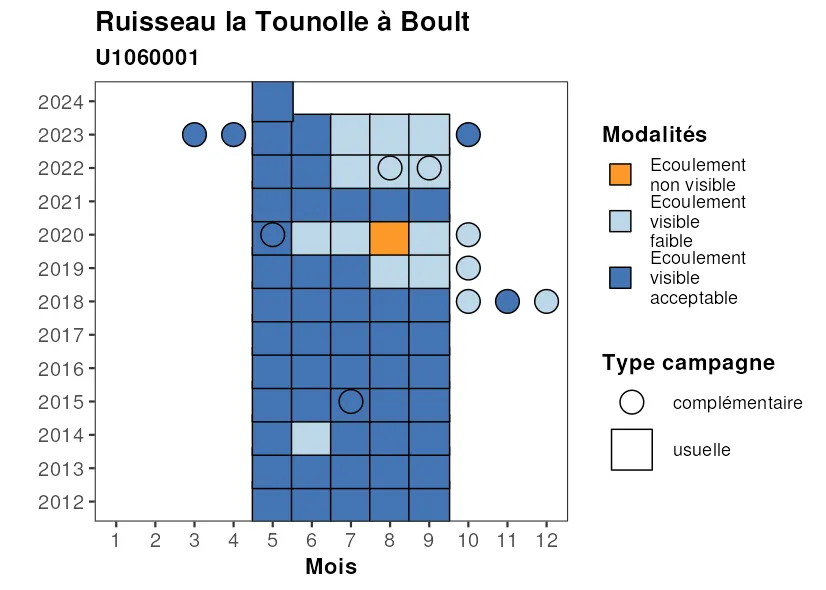 Ruisseau la Tounolle à Boult
U1060001
2024
2023
2022
2021
2020
2019
2018
2017
2016
2015
2014
2013
2012
1 2 3 4 5 6 7 8 9 10 11 12
Mois
Modalités
Ecoulement
non visible
Ecoulement
visible
faible
Ecoulement
visible
acceptable
Type campagne
complémentaire
usuelle